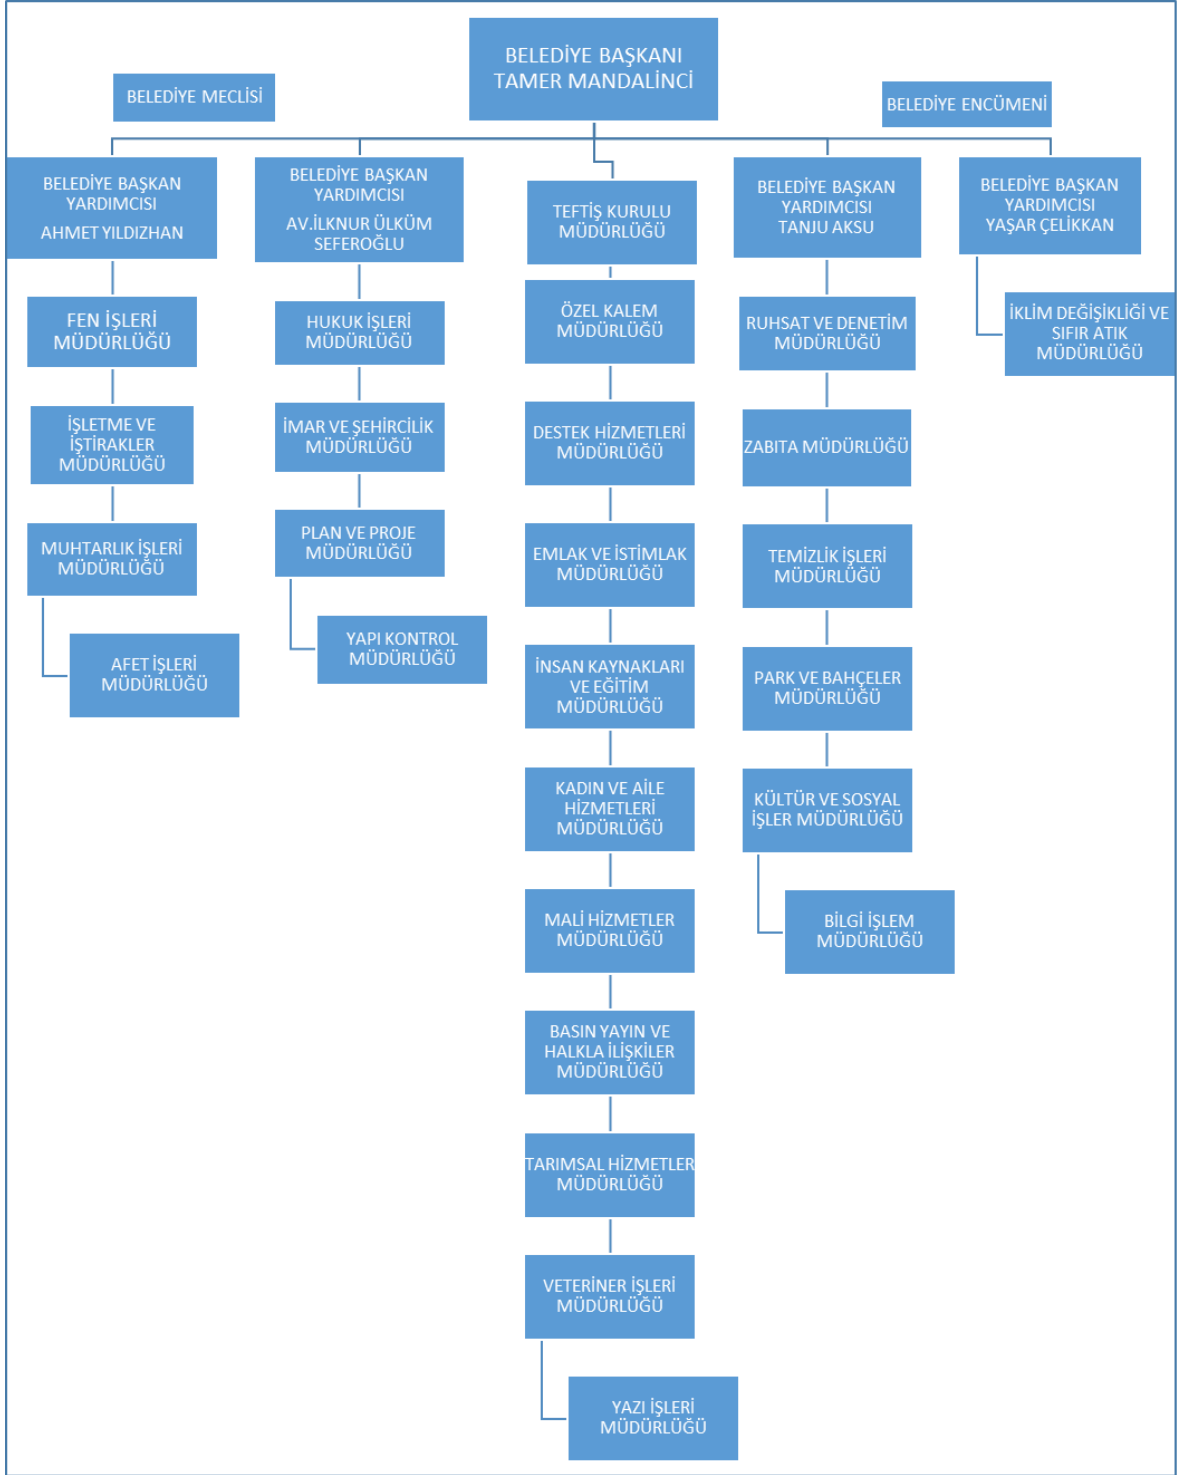 BELEDİYE BAŞKANI
TAMER MANDALİNCİ
BELEDİYE MECLİSİ
BELEDİYE ENCÜMENİ
BELEDİYE BAŞKAN
YARDIMCISI
AHMET YILDIZHAN
FEN İŞLERİ
MÜDÜRLÜĞÜ
İŞLETME VE
İŞTİRAKLER
MÜDÜRLÜĞÜ
MUHTARLIK İŞLERİ
MÜDÜRLÜĞÜ
AFET İŞLERİ
MÜDÜRLÜĞÜ
BELEDİYE BAŞKAN
YARDIMCISI
AV.İLKNUR ÜLKÜM
SEFEROĞLU
HUKUK İŞLERİ
MÜDÜRLÜĞÜ
İMAR VE ŞEHİRCİLİK
MÜDÜRLÜĞÜ
PLAN VE PROJE
MÜDÜRLÜĞÜ
YAPI KONTROL
MÜDÜRLÜĞÜ
TEFTİŞ KURULU
MÜDÜRLÜĞÜ
ÖZEL KALEM
MÜDÜRLÜĞÜ
DESTEK HİZMETLERİ
MÜDÜRLÜĞÜ
EMLAK VE İSTİMLAK
MÜDÜRLÜĞÜ
İNSAN KAYNAKLARI
VE EĞİTİM
MÜDÜRLÜĞÜ
KADIN VE AİLE
HİZMETLERİ
MÜDÜRLÜĞÜ
MALİ HİZMETLER
MÜDÜRLÜĞÜ
BASIN YAYIN VE
HALKLA İLİŞKİLER
MÜDÜRLÜĞÜ
TARIMSAL HİZMETLER
MÜDÜRLÜĞÜ
VETERİNER İŞLERİ
MÜDÜRLÜĞÜ
YAZI İŞLERİ
MÜDÜRLÜĞÜ
BELEDİYE BAŞKAN
YARDIMCISI
TANJU AKSU
RUHSAT VE DENETİM
MÜDÜRLÜĞÜ
ZABITA MÜDÜRLÜĞÜ
TEMİZLİK İŞLERİ
MÜDÜRLÜĞÜ
PARK VE BAHÇELER
MÜDÜRLÜĞÜ
KÜLTÜR VE SOSYAL
İŞLER MÜDÜRLÜĞÜ
BİLGİ İŞLEM
MÜDÜRLÜĞÜ
BELEDİYE BAŞKAN
YARDIMCISI
YAŞAR ÇELİKKAN
İKLİM DEĞİŞİKLİĞİ VE
SIFIR ATIK
MÜDÜRLÜĞÜ